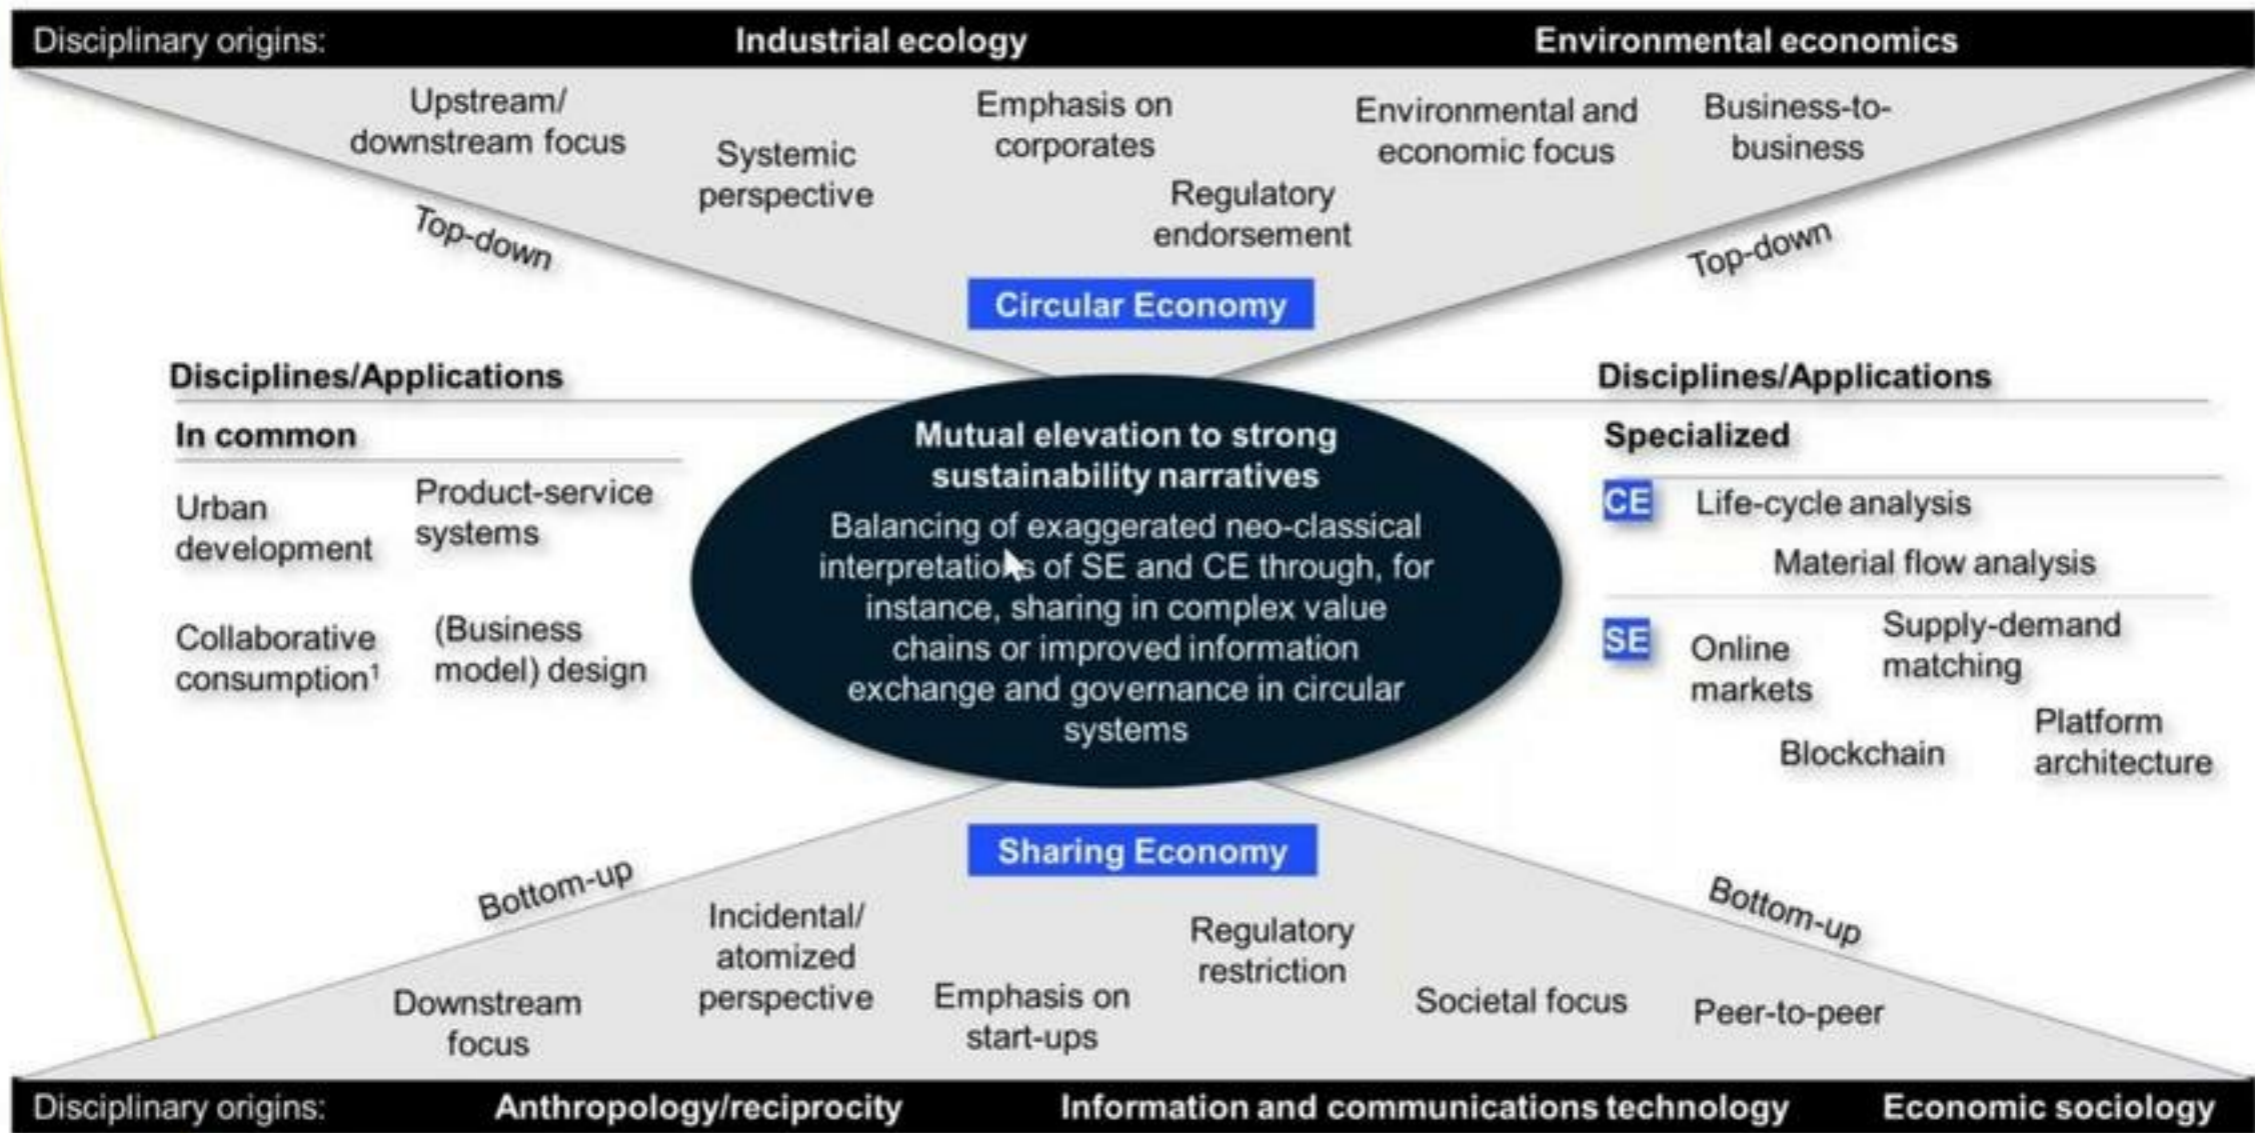 Disciplinary origins: Industrial ecology Environmental economics
Upstream/
downstream focus
Systemic
perspective
Emphasis on
corporates
Regulatory
endorsement
Environmental and
economic focus
Business-to-
business
Top-down
Top-down
Circular Economy
Disciplines/Applications
In common
Urban
development
Product-service
systems
Collaborative
consumption¹
(Business
model) design
Mutual elevation to strong
sustainability narratives
Balancing of exaggerated neo-classical
interpretations of SE and CE through, for
instance, sharing in complex value
chains or improved information
exchange and governance in circular
systems
Disciplines/Applications
Specialized
CE Life-cycle analysis
Material flow analysis
SE Online
markets
Supply-demand
matching
Blockchain
Platform
architecture
Sharing Economy
Bottom-up
Bottom-up
Downstream
focus
Incidental/
atomized
perspective
Emphasis on
start-ups
Regulatory
restriction
Societal focus
Peer-to-peer
Disciplinary origins: Anthropology/reciprocity Information and communications technology Economic sociology